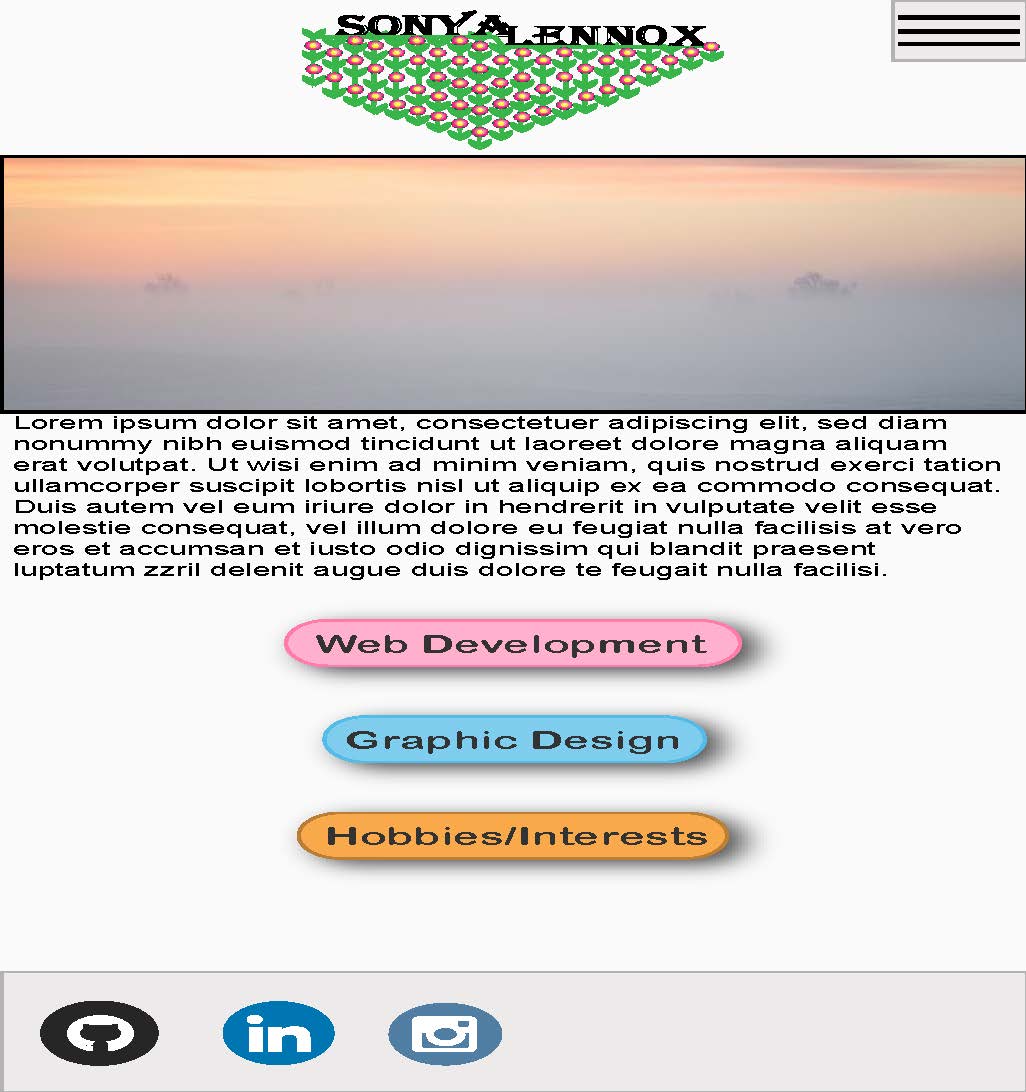 SONYA LENNOX
Lorem ipsum dolor sit amet, consectetuer adipiscing elit, sed diam
nonummy nibh euismod tincidunt ut laoreet dolore magna aliquam
erat volutpat. Ut wisi enim ad minim veniam, quis nostrud exerci tation
ullamcorper suscipit lobortis nisl ut aliquip ex ea commodo consequat.
Duis autem vel eum iriure dolor in hendrerit in vulputate velit esse
molestie consequat, vel illum dolore eu feugiat nulla facilisis at vero
eros et accumsan et iusto odio dignissim qui blandit praesent
luptatum zzril delenit augue duis dolore te feugait nulla facilisi.
Web Development
Graphic Design
Hobbies/Interests
in